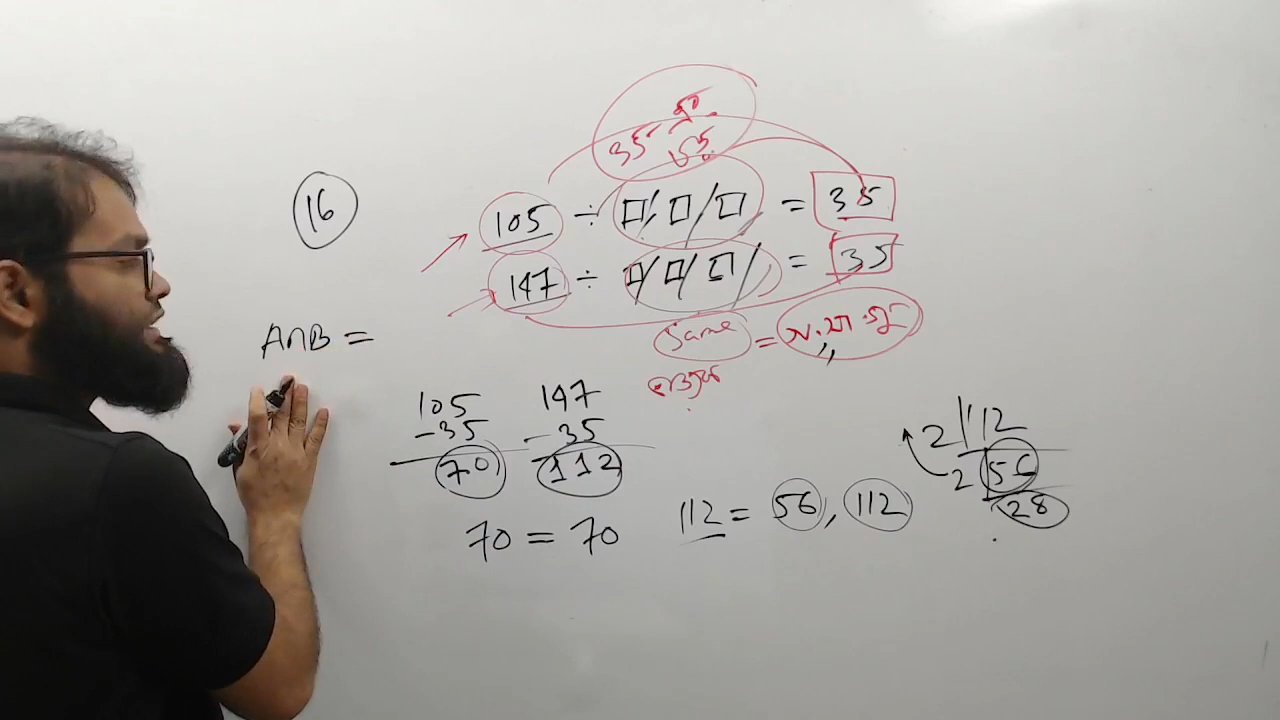 35
16
105 ÷ □, □ / □ = 35
147 ÷ □ / □ / □ / = 35
Same =
A∩B =
105
-35
70
147
-35
112
70 = 70
112 = 56, 112
2 | 112
2 | 56
28